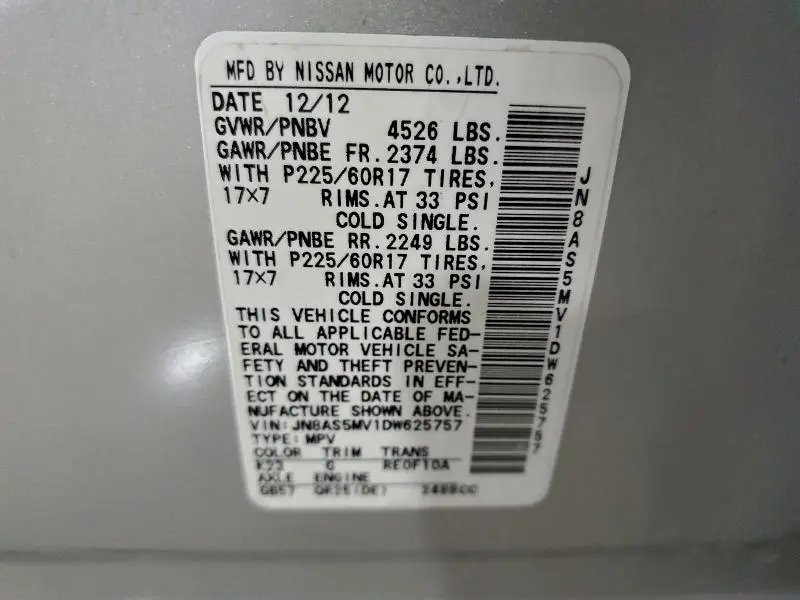 MFD BY NISSAN MOTOR CO.,LTD.
DATE 12/12
GVWR/PNBV 4526 LBS.
GAWR/PNBE FR.2374 LBS.
WITH P225/60R17 TIRES,
17×7 RIMS.AT 33 PSI
COLD SINGLE.
GAWR/PNBE RR.2249 LBS.
WITH P225/60R17 TIRES,
17×7 RIMS.AT 33 PSI
COLD SINGLE.
THIS VEHICLE CONFORMS
TO ALL APPLICABLE FED-
ERAL MOTOR VEHICLE SA-
FETY AND THEFT PREVEN-
TION STANDARDS IN EFF-
ECT ON THE DATE OF MA-
NUFACTURE SHOWN ABOVE.
VIN: JN8AS5MV1DW625757
TYPE: MPV
COLOR TRIM TRANS
K23 G RE0F10A
AXLE ENGINE
GB57 QR25(DE) 2488CC
JN8AS5MV1DW625757